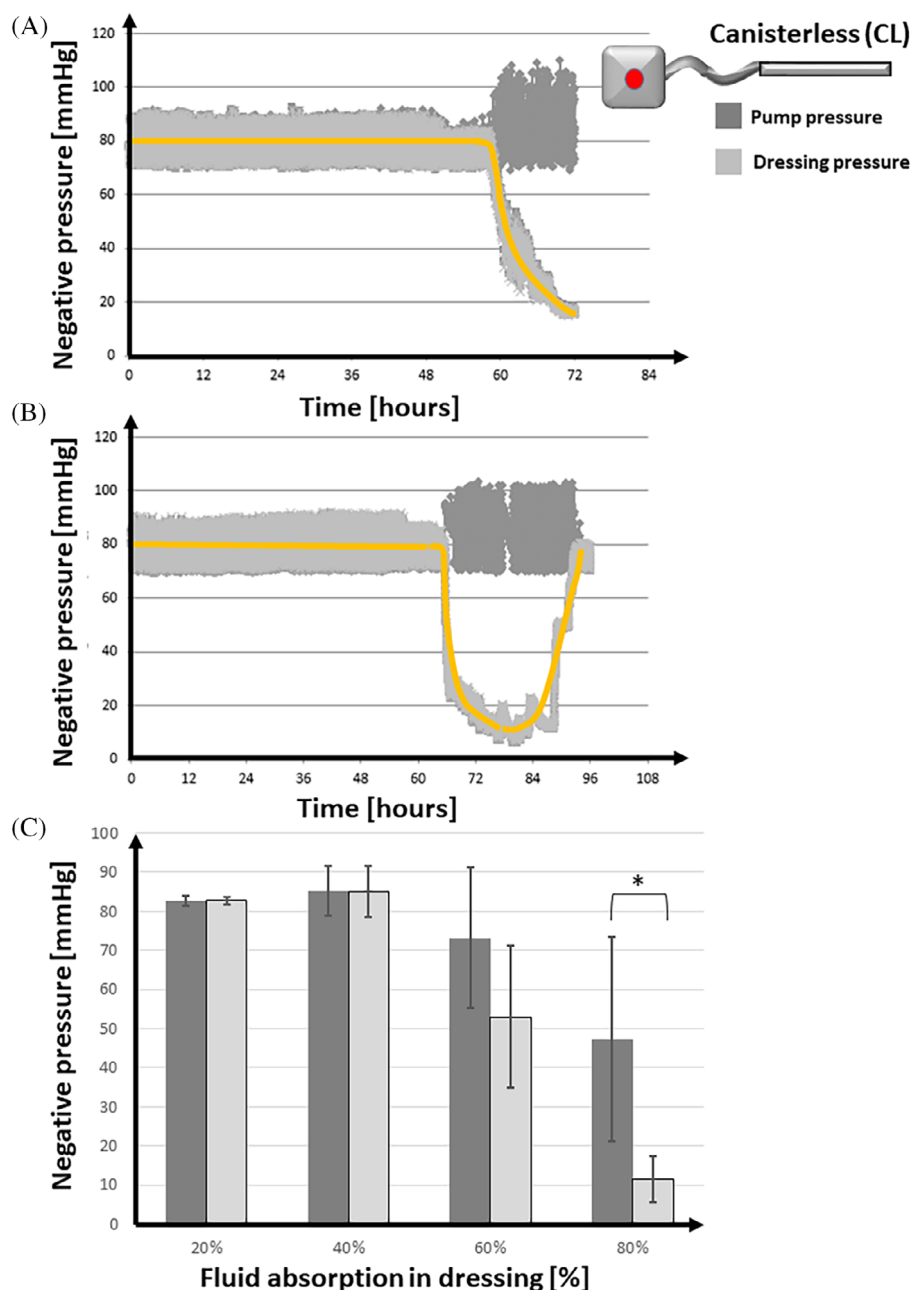 (A)
Negative pressure [mmHg]
120
100
80
60
40
20
0
0 12 24 36 48 60 72 84
Time [hours]
Canisterless (CL)
Pump pressure
Dressing pressure
(B)
Negative pressure [mmHg]
120
100
80
60
40
20
0
0 12 24 36 48 60 72 84 96 108
Time [hours]
(C)
Negative pressure [mmHg]
100
90
80
70
60
50
40
30
20
10
0
*
20% 40% 60% 80%
Fluid absorption in dressing [%]